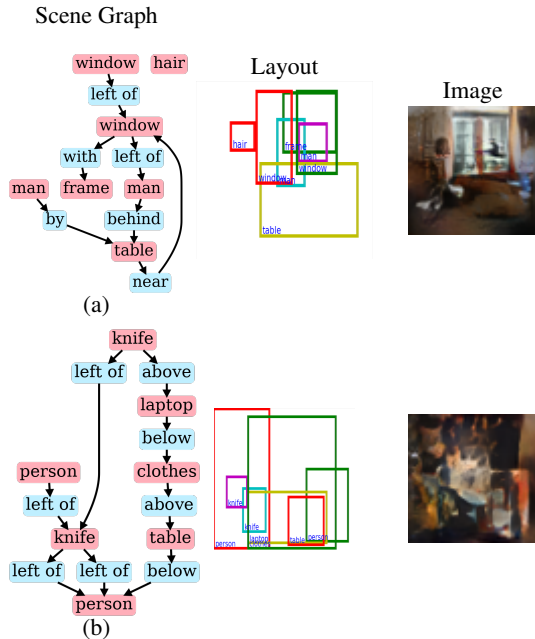 Scene Graph
Layout
Image
window hair
left of
window
with left of
man frame man
by behind
table
near
hair
frame
man
window
window
man
table
(a)
knife
left of above
laptop
below
person clothes
left of above
knife table
left of left of below
person
knife
knife
laptop
clothes
person
table
person
(b)